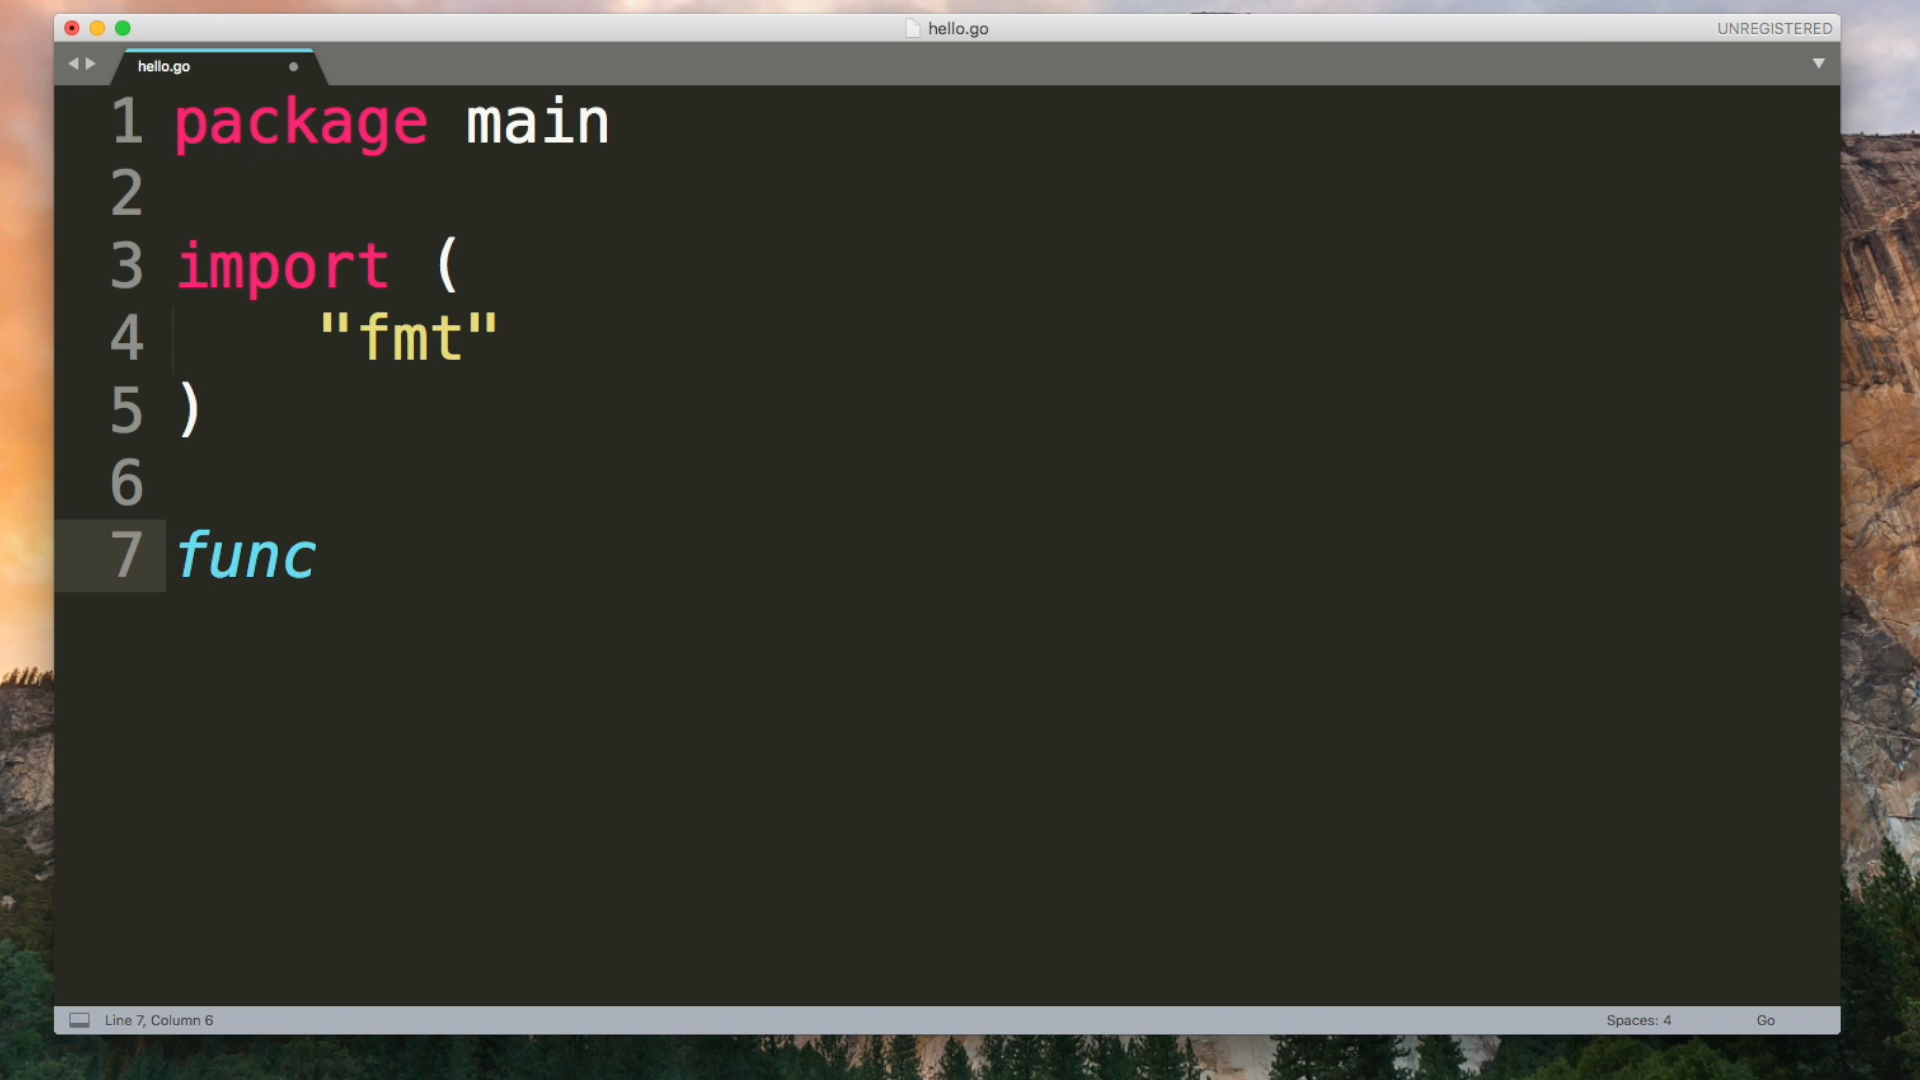 hello.go
UNREGISTERED
hello.go
1 package main
2
3 import (
4     "fmt"
5 )
6
7 func
Line 7, Column 6
Spaces: 4
Go